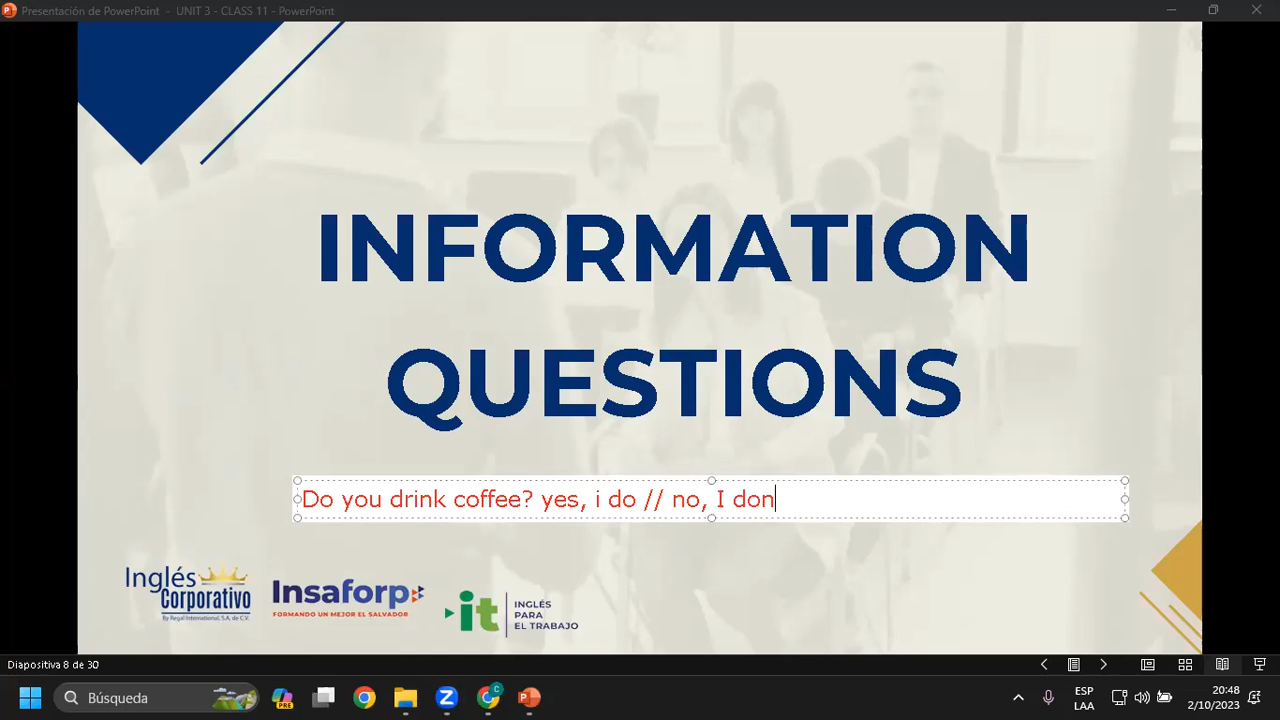 Presentación de PowerPoint - UNIT 3 - CLASS 11 - PowerPoint
INFORMATION
QUESTIONS
Do you drink coffee? yes, i do // no, I don
Inglés
Corporativo
By Regal International, S.A. de C.V.
Insaforp
FORMANDO UN MEJOR EL SALVADOR
it
INGLÉS
PARA
EL TRABAJO
Diapositiva 8 de 30
Búsqueda
PRE
C
ESP
LAA
20:48
2/10/2023